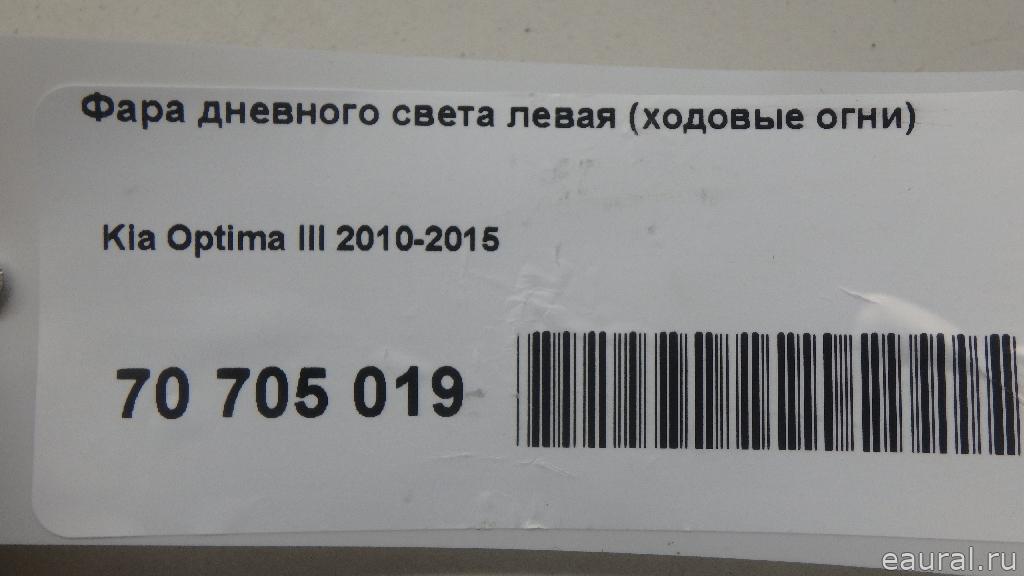 Фара дневного света левая (ходовые огни)
Kia Optima III 2010-2015
70 705 019
eaural.ru